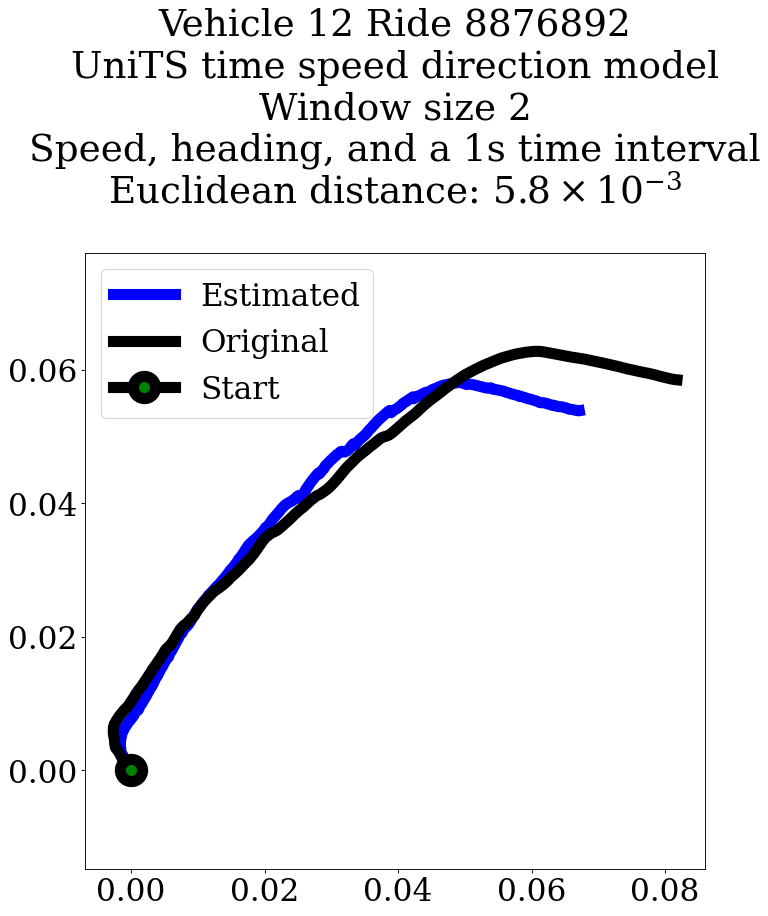 Vehicle 12 Ride 8876892
UniTS time speed direction model
Window size 2
Speed, heading, and a 1s time interval
Euclidean distance: 5.8 × 10⁻³
Estimated
Original
Start
0.06
0.04
0.02
0.00
0.00 0.02 0.04 0.06 0.08